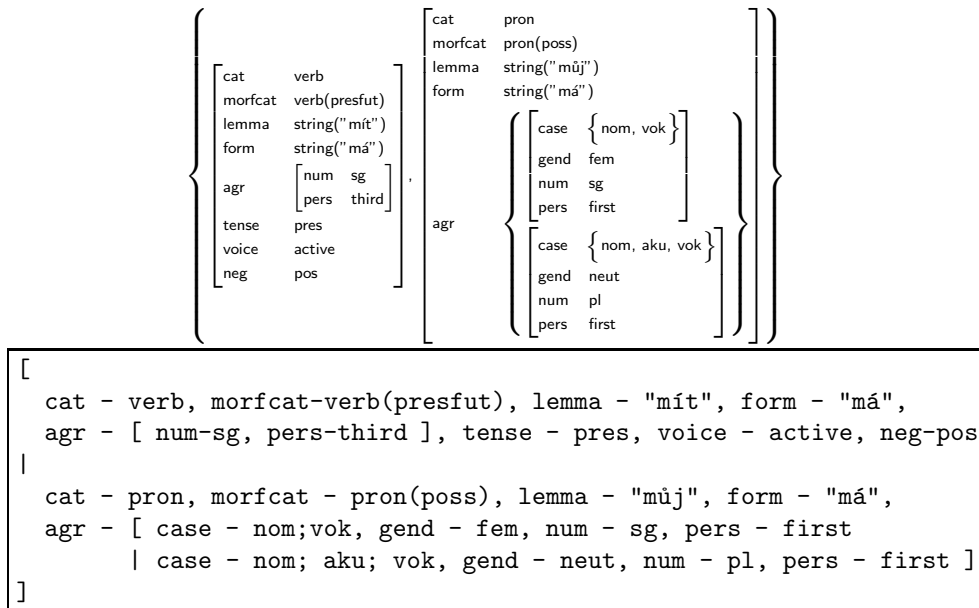 cat verb
morfcat verb(presfut)
lemma string("mít")
form string("má")
agr [num sg
pers third]
tense pres
voice active
neg pos
,
cat pron
morfcat pron(poss)
lemma string("můj")
form string("má")
agr
case {nom, vok}
gend fem
num sg
pers first
case {nom, aku, vok}
gend neut
num pl
pers first
[
cat - verb, morfcat-verb(presfut), lemma - "mít", form - "má",
agr - [ num-sg, pers-third ], tense - pres, voice - active, neg-pos
|
cat - pron, morfcat - pron(poss), lemma - "můj", form - "má",
agr - [ case - nom;vok, gend - fem, num - sg, pers - first
| case - nom; aku; vok, gend - neut, num - pl, pers - first ]
]